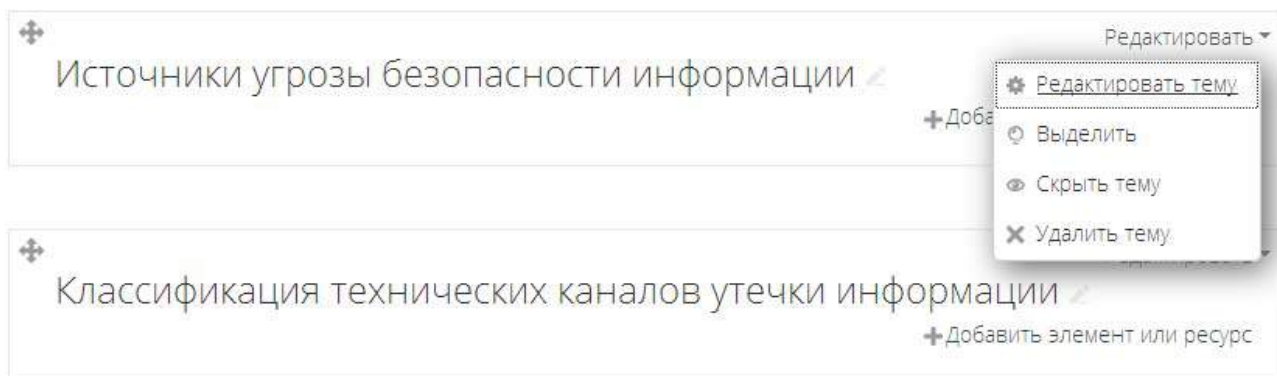 Редактировать
Источники угрозы безопасности информации
Редактировать тему
Выделить
Скрыть тему
Удалить тему
Классификация технических каналов утечки информации
Добавить элемент или ресурс